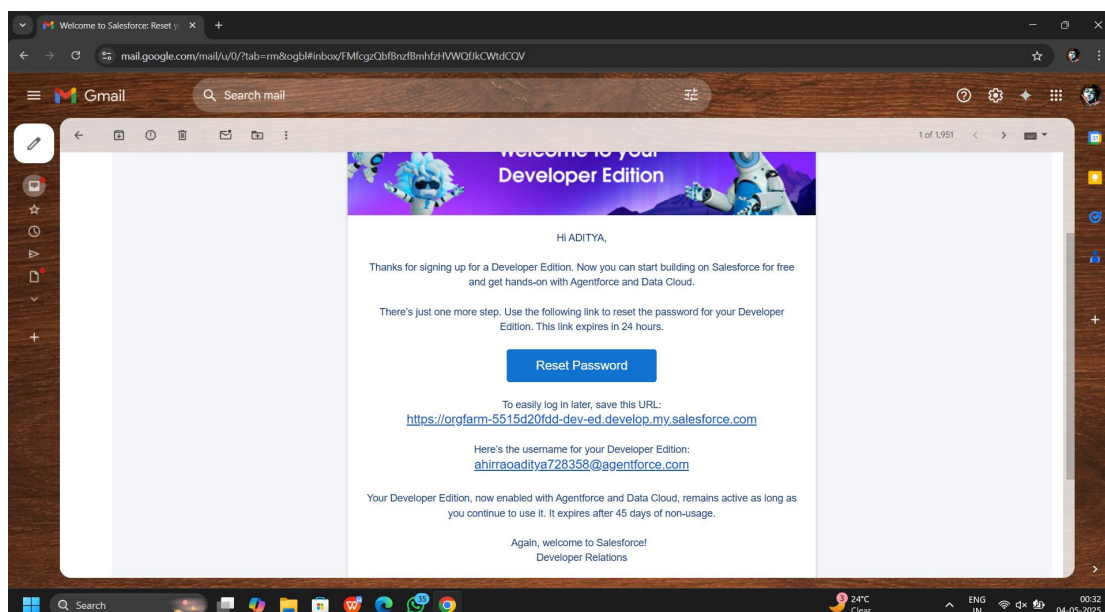 Welcome to Salesforce: Reset y
mail.google.com/mail/u/0/?tab=rm&ogbl#inbox/FMfcgzQbfBnzfBmhfzHVWQfJkCWtdCQV
Gmail
Search mail
1 of 1,951
welcome to your
Developer Edition
Hi ADITYA,
Thanks for signing up for a Developer Edition. Now you can start building on Salesforce for free
and get hands-on with Agentforce and Data Cloud.
There's just one more step. Use the following link to reset the password for your Developer
Edition. This link expires in 24 hours.
Reset Password
To easily log in later, save this URL:
https://orgfarm-5515d20fdd-dev-ed.develop.my.salesforce.com
Here's the username for your Developer Edition:
ahirraoaditya728358@agentforce.com
Your Developer Edition, now enabled with Agentforce and Data Cloud, remains active as long as
you continue to use it. It expires after 45 days of non-usage.
Again, welcome to Salesforce!
Developer Relations
Search
35
3
24°C
Clear
ENG
IN
00:32
04-05-2025